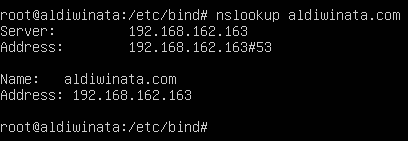 root@aldiwinata:/etc/bind# nslookup aldiwinata.com
Server:         192.168.162.163
Address:        192.168.162.163#53

Name:   aldiwinata.com
Address: 192.168.162.163

root@aldiwinata:/etc/bind#